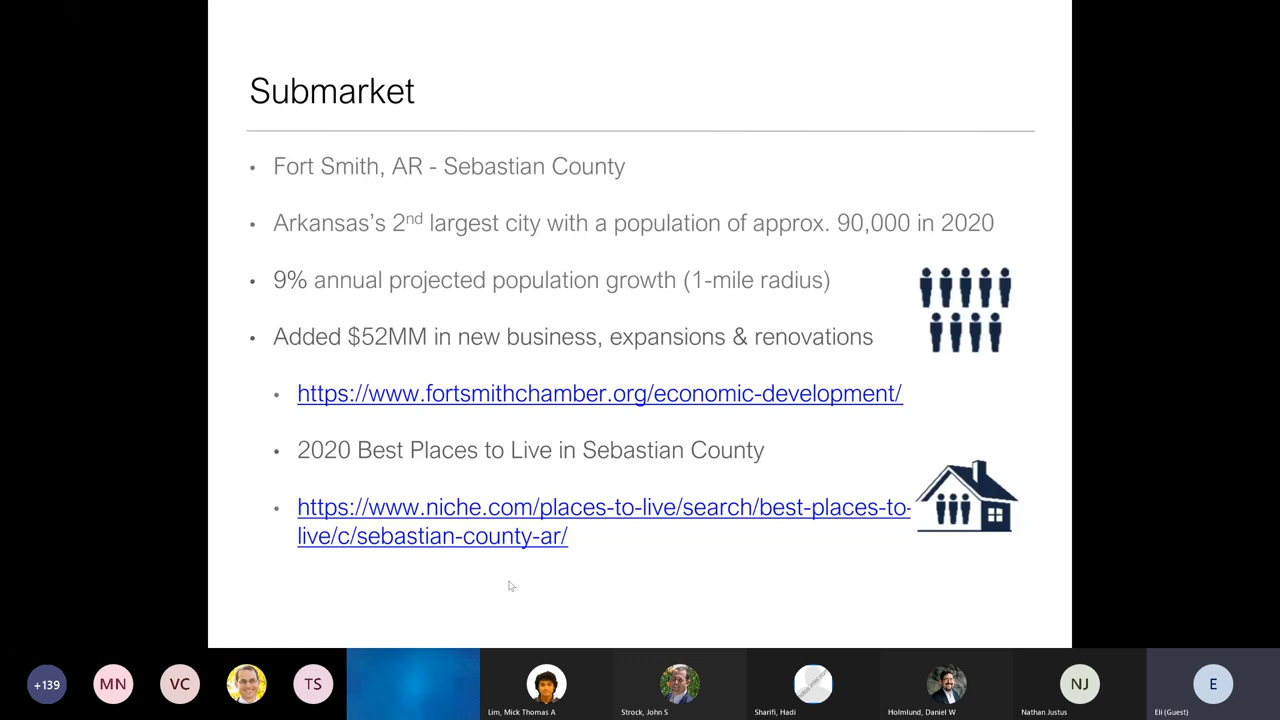 Submarket
• Fort Smith, AR - Sebastian County
• Arkansas's 2nd largest city with a population of approx. 90,000 in 2020
• 9% annual projected population growth (1-mile radius)
• Added $52MM in new business, expansions & renovations
• https://www.fortsmithchamber.org/economic-development/
• 2020 Best Places to Live in Sebastian County
• https://www.niche.com/places-to-live/search/best-places-to-
live/c/sebastian-county-ar/
+139
MN
VC
TS
NJ
E
Lim, Mick Thomas A
Strock, John S
Sharifi, Hadi
Holmlund, Daniel W
Nathan Justus
Eli (Guest)